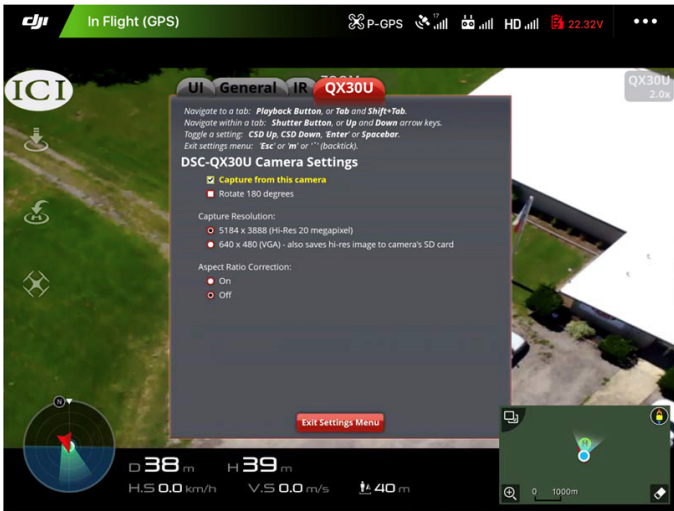 dji In Flight (GPS) P-GPS 17 HD 22.32V
ICI
UI General IR QX30U
QX30U
2.0x
Navigate to a tab: Playback Button, or Tab and Shift+Tab.
Navigate within a tab: Shutter Button, or Up and Down arrow keys.
Toggle a setting: CSD Up, CSD Down, 'Enter' or Spacebar.
Exit settings menu: 'Esc' or 'm' or '`' (backtick).
DSC-QX30U Camera Settings
Capture from this camera
Rotate 180 degrees
Capture Resolution:
5184 x 3888 (Hi-Res 20 megapixel)
640 x 480 (VGA) - also saves hi-res image to camera's SD card
Aspect Ratio Correction:
On
Off
Exit Settings Menu
N
H
D 38 m H 39 m
H.S 0.0 km/h V.S 0.0 m/s 40 m
0 1000m